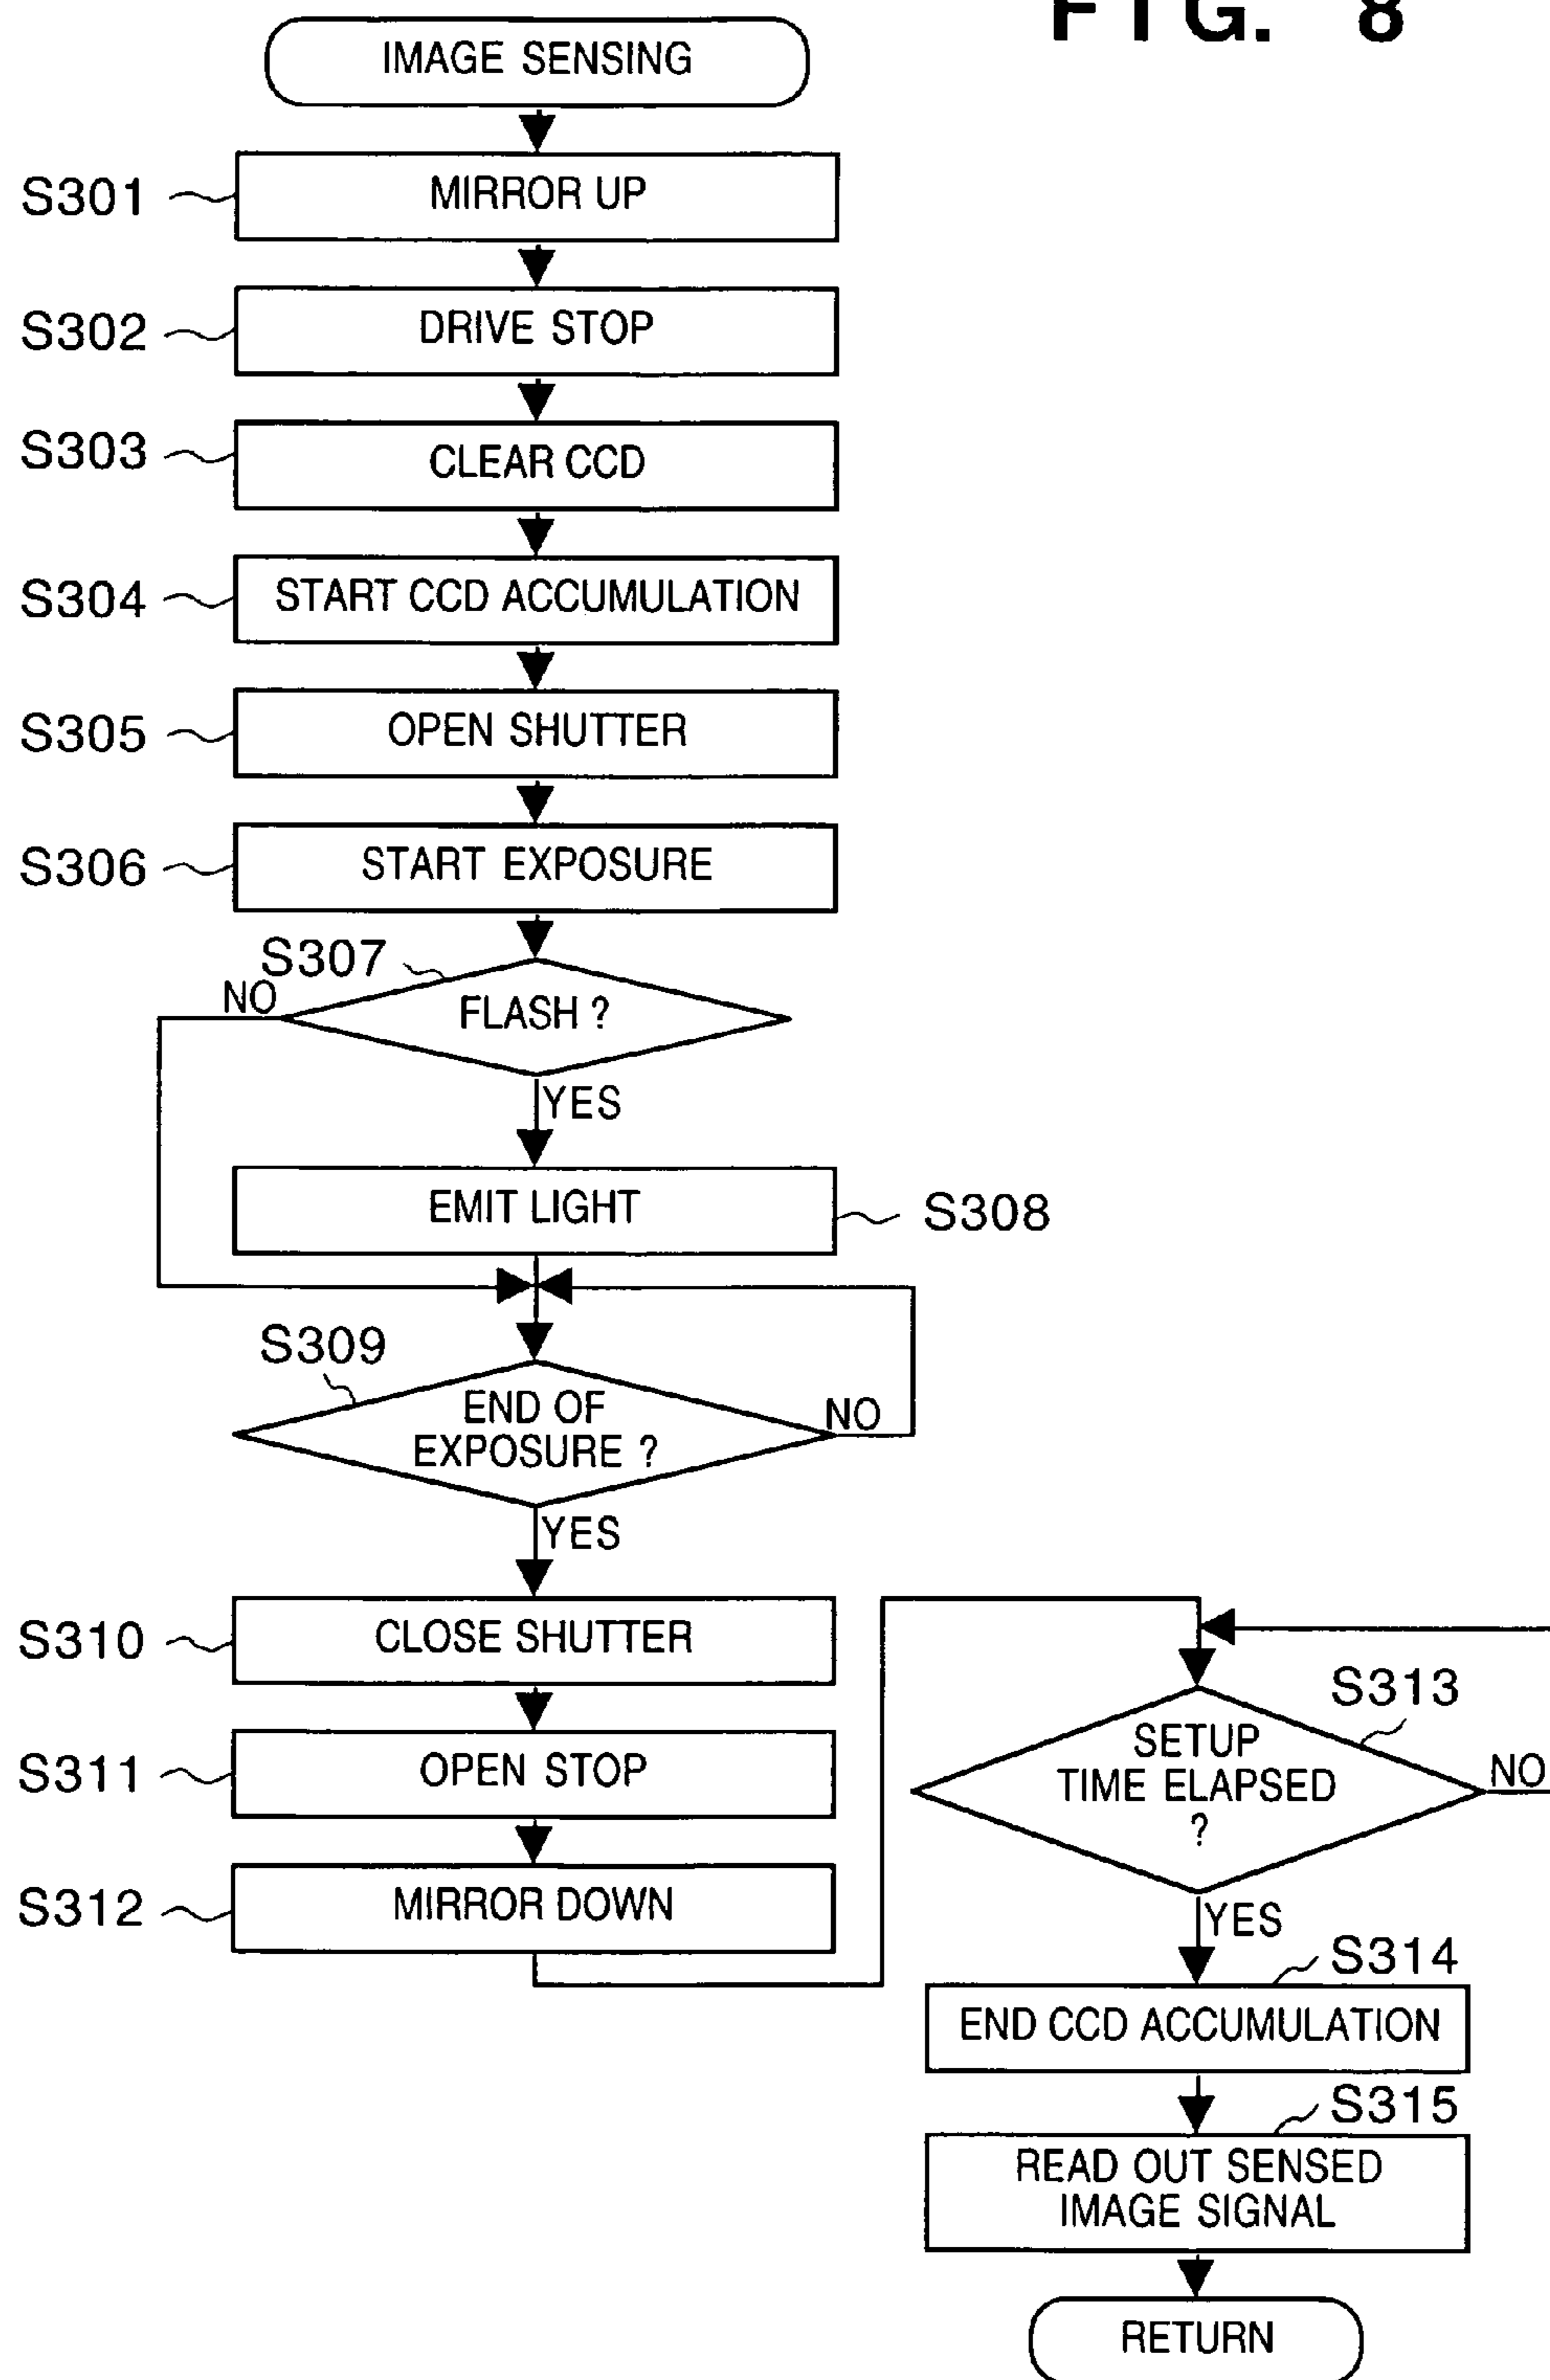 FIG. 8
IMAGE SENSING
S301
MIRROR UP
S302
DRIVE STOP
S303
CLEAR CCD
S304
START CCD ACCUMULATION
S305
OPEN SHUTTER
S306
START EXPOSURE
S307
NO
FLASH ?
YES
EMIT LIGHT
S308
S309
END OF
EXPOSURE ?
NO
YES
S310
CLOSE SHUTTER
S311
OPEN STOP
S312
MIRROR DOWN
S313
SETUP
TIME ELAPSED
?
NO
YES
S314
END CCD ACCUMULATION
S315
READ OUT SENSED
IMAGE SIGNAL
RETURN